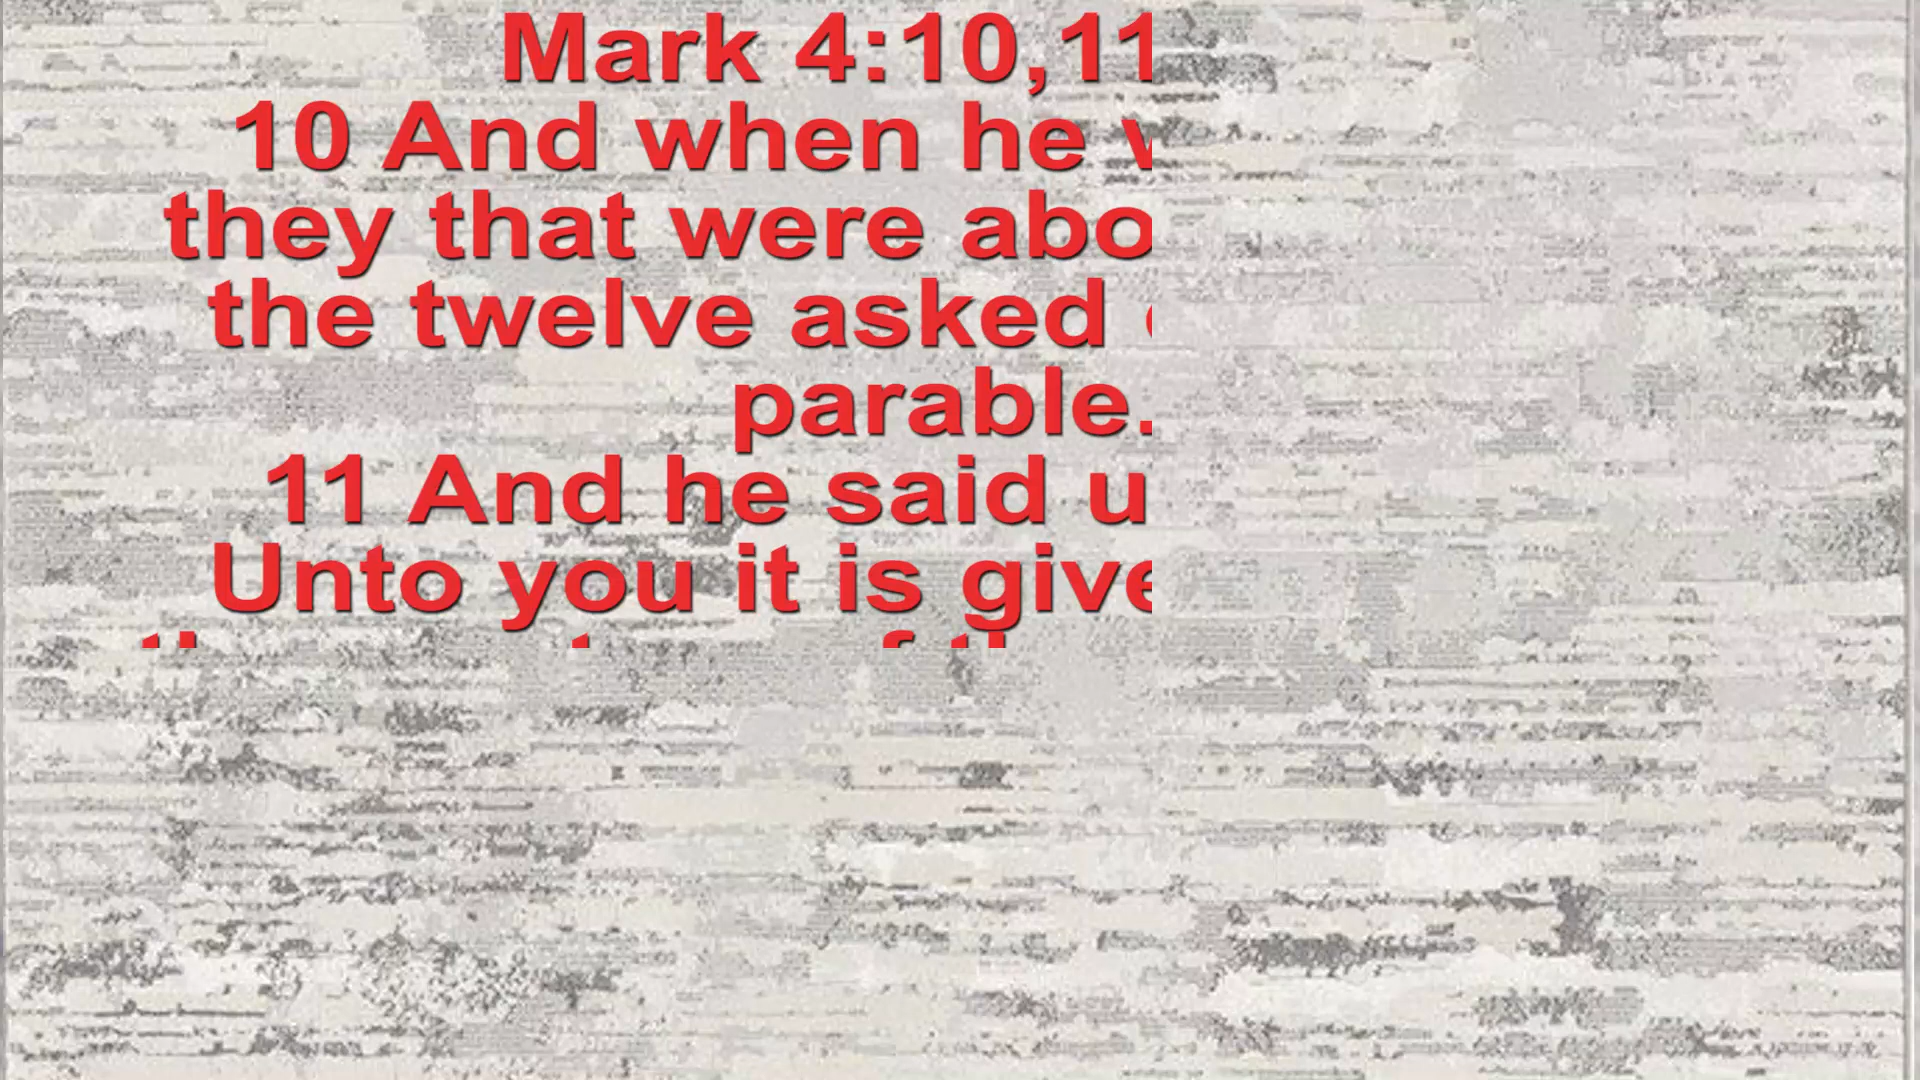 Mark 4:10,11
10 And when he
they that were abo
the twelve asked
parable.
11 And he said u
Unto you it is give